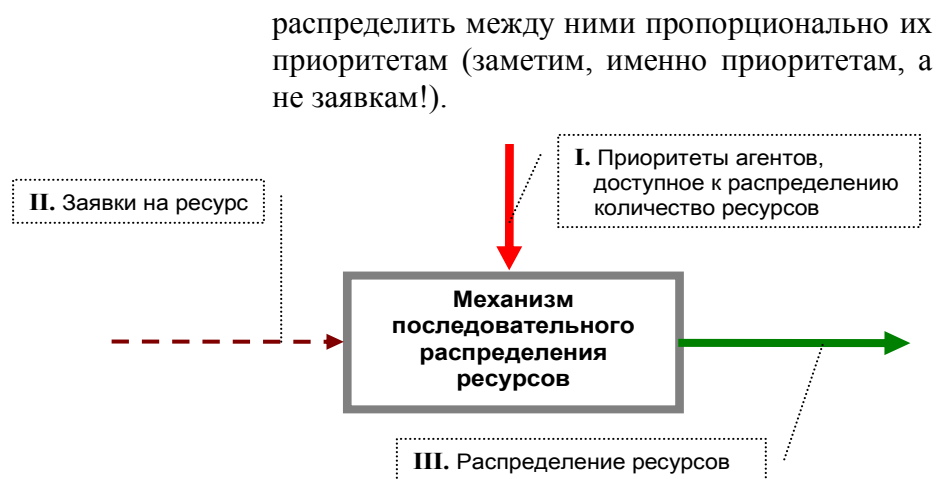 распределить между ними пропорционально их
приоритетам (заметим, именно приоритетам, а
не заявкам!).
I. Приоритеты агентов,
доступное к распределению
количество ресурсов
II. Заявки на ресурс
Механизм
последовательного
распределения
ресурсов
III. Распределение ресурсов